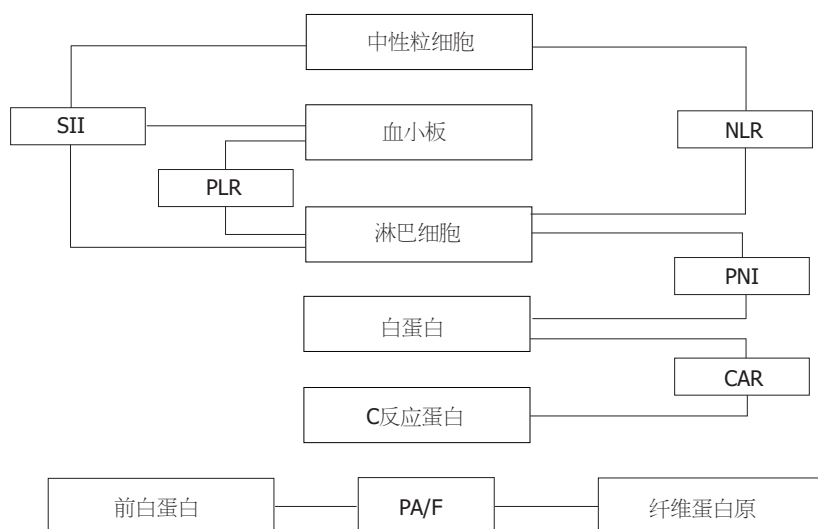 中性粒细胞
SII
血小板
NLR
PLR
淋巴细胞
PNI
白蛋白
CAR
C反应蛋白
前白蛋白
PA/F
纤维蛋白原